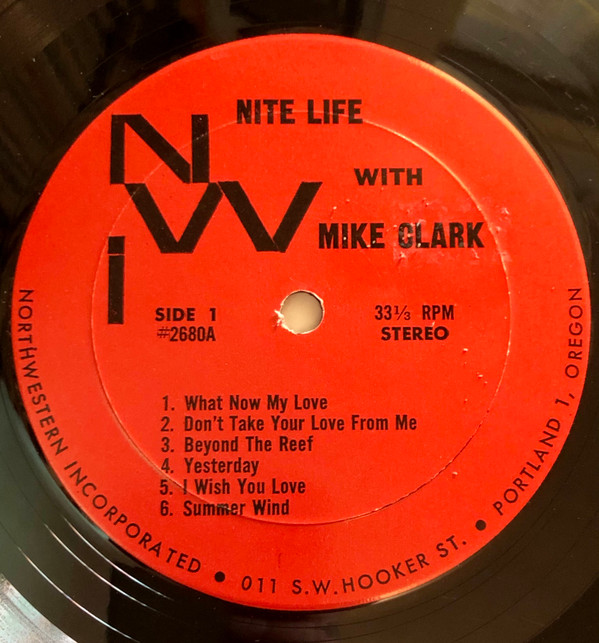 NITE LIFE
WITH
MIKE CLARK
NWI
SIDE 1
#2680A
33⅓ RPM
STEREO
1. What Now My Love
2. Don't Take Your Love From Me
3. Beyond The Reef
4. Yesterday
5. I Wish You Love
6. Summer Wind
NORTHWESTERN INCORPORATED • 011 S.W. HOOKER ST. • PORTLAND 1, OREGON